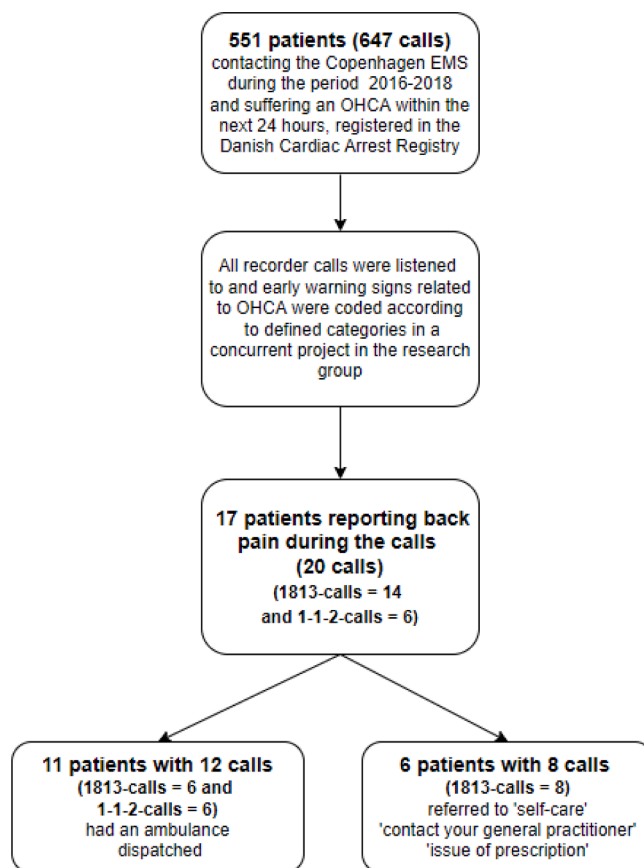 551 patients (647 calls)
contacting the Copenhagen EMS
during the period 2016-2018
and suffering an OHCA within the
next 24 hours, registered in the
Danish Cardiac Arrest Registry
All recorder calls were listened
to and early warning signs related
to OHCA were coded according
to defined categories in a
concurrent project in the research
group
17 patients reporting back
pain during the calls
(20 calls)
(1813-calls = 14
and 1-1-2-calls = 6)
11 patients with 12 calls
(1813-calls = 6 and
1-1-2-calls = 6)
had an ambulance
dispatched
6 patients with 8 calls
(1813-calls = 8)
referred to 'self-care'
'contact your general practitioner'
'issue of prescription'